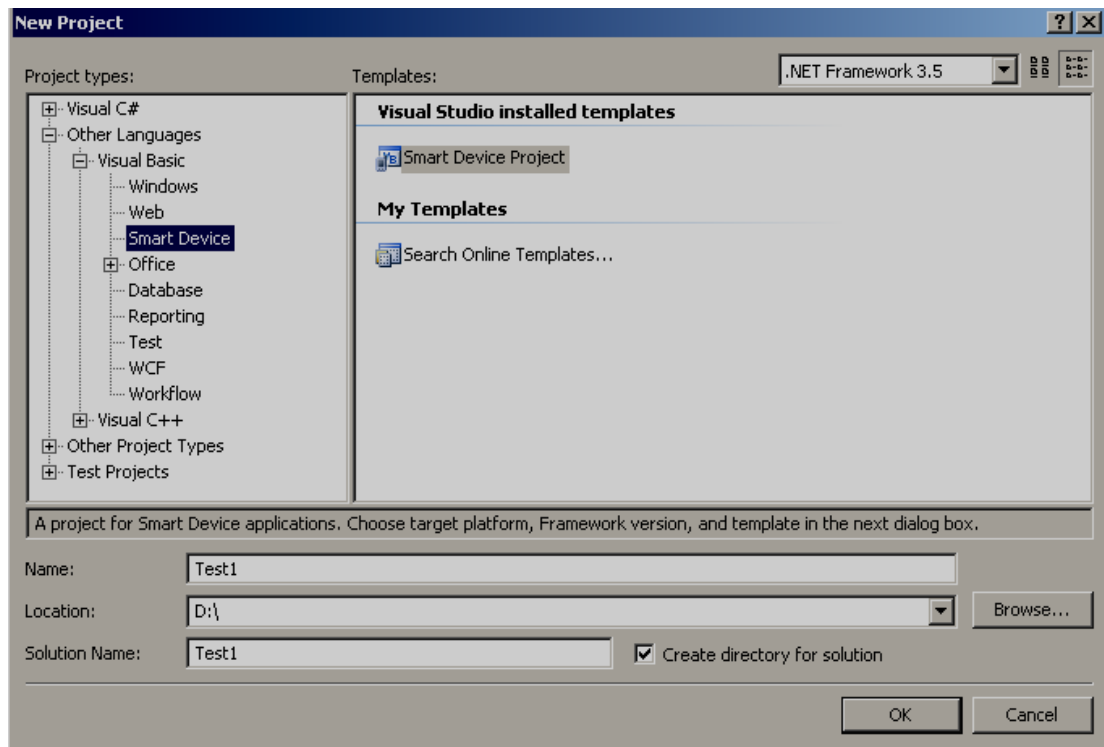 New Project
Project types:
Templates:
.NET Framework 3.5
Visual C#
Other Languages
Visual Basic
Windows
Web
Smart Device
Office
Database
Reporting
Test
WCF
Workflow
Visual C++
Other Project Types
Test Projects
Visual Studio installed templates
Smart Device Project
My Templates
Search Online Templates...
A project for Smart Device applications. Choose target platform, Framework version, and template in the next dialog box.
Name:
Test1
Location:
D:\
Browse...
Solution Name:
Test1
Create directory for solution
OK
Cancel